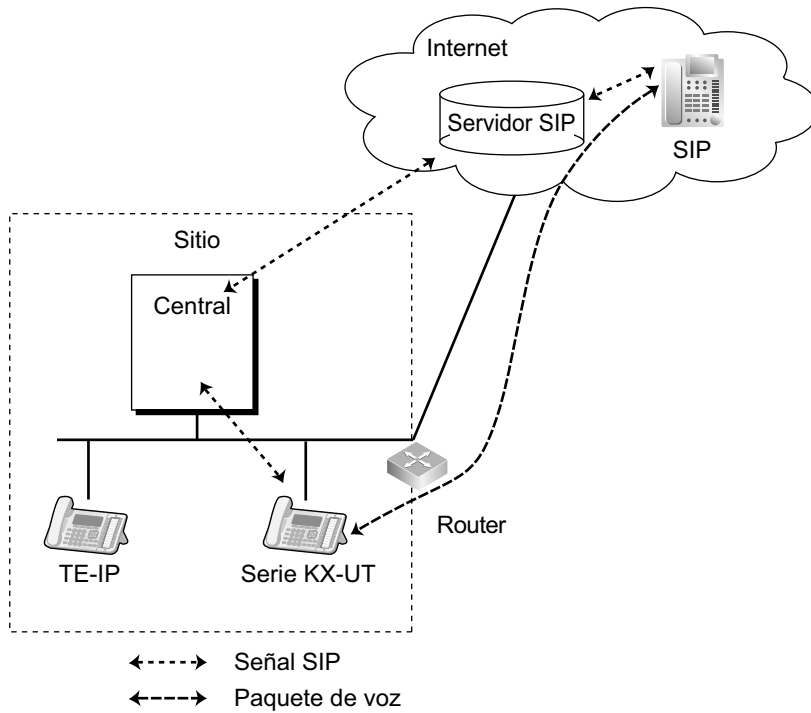 Internet
Servidor SIP
SIP
Sitio
Central
Router
TE-IP
Serie KX-UT
Señal SIP
Paquete de voz